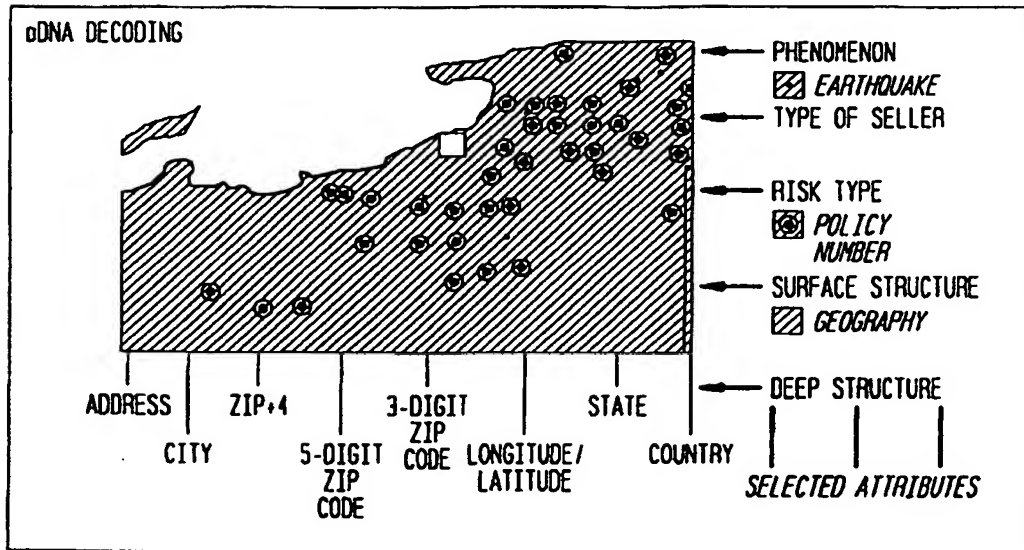 αDNA DECODING
PHENOMENON
EARTHQUAKE
TYPE OF SELLER
RISK TYPE
POLICY
NUMBER
SURFACE STRUCTURE
GEOGRAPHY
DEEP STRUCTURE
SELECTED ATTRIBUTES
ADDRESS
CITY
ZIP+4
5-DIGIT
ZIP
CODE
3-DIGIT
ZIP
CODE
LONGITUDE/
LATITUDE
STATE
COUNTRY